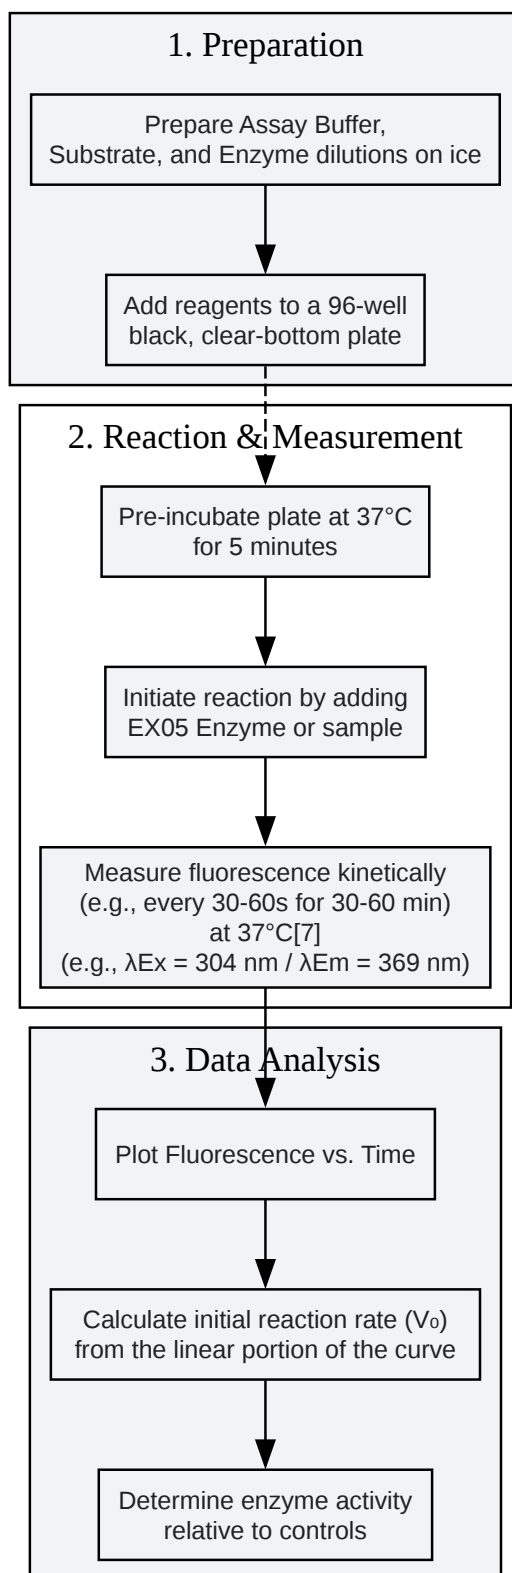 1. Preparation
Prepare Assay Buffer,
Substrate, and Enzyme dilutions on ice
Add reagents to a 96-well
black, clear-bottom plate
2. Reaction & Measurement
Pre-incubate plate at 37°C
for 5 minutes
Initiate reaction by adding
EX05 Enzyme or sample
Measure fluorescence kinetically
(e.g., every 30-60s for 30-60 min)
at 37°C[7]
(e.g., λEx = 304 nm / λEm = 369 nm)
3. Data Analysis
Plot Fluorescence vs. Time
Calculate initial reaction rate (V₀)
from the linear portion of the curve
Determine enzyme activity
relative to controls